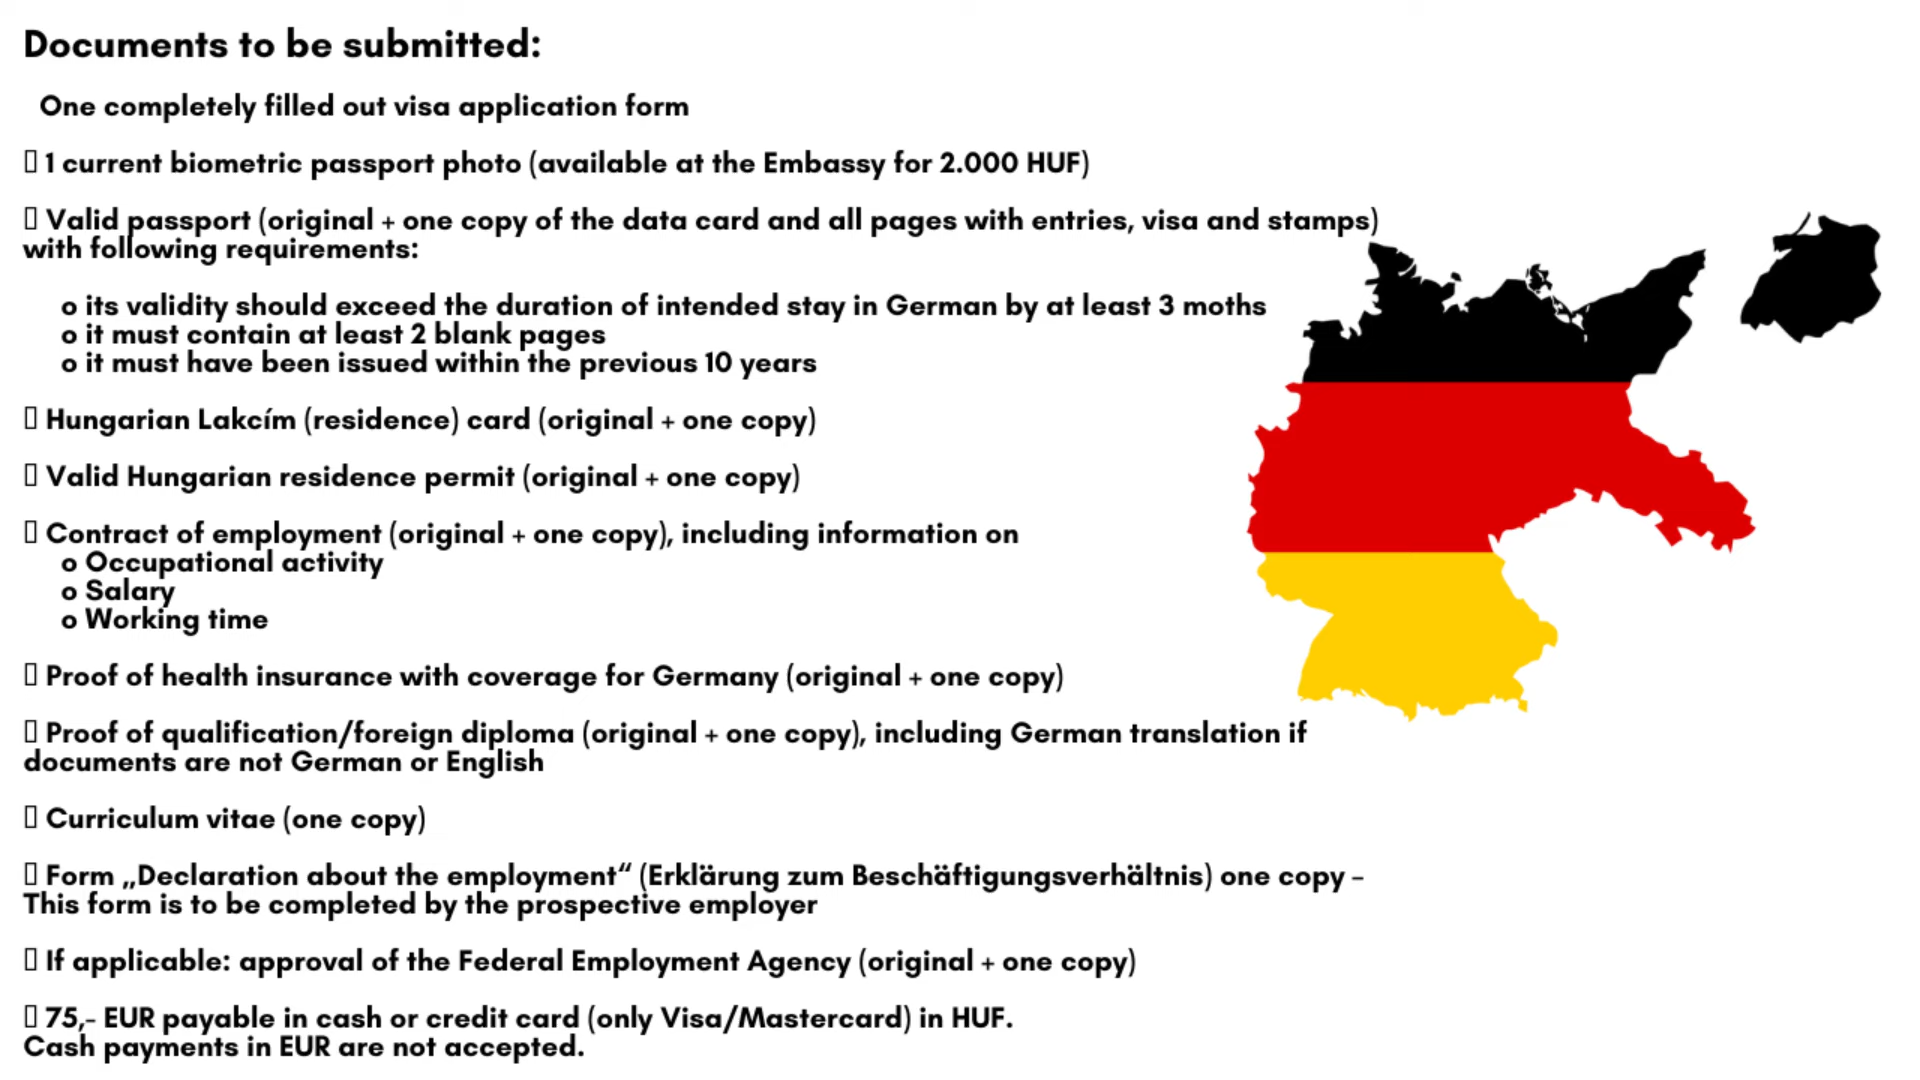 Documents to be submitted:
One completely filled out visa application form
▯ 1 current biometric passport photo (available at the Embassy for 2.000 HUF)
▯ Valid passport (original + one copy of the data card and all pages with entries, visa and stamps)
with following requirements:
o its validity should exceed the duration of intended stay in German by at least 3 moths
o it must contain at least 2 blank pages
o it must have been issued within the previous 10 years
▯ Hungarian Lakcím (residence) card (original + one copy)
▯ Valid Hungarian residence permit (original + one copy)
▯ Contract of employment (original + one copy), including information on
o Occupational activity
o Salary
o Working time
▯ Proof of health insurance with coverage for Germany (original + one copy)
▯ Proof of qualification/foreign diploma (original + one copy), including German translation if
documents are not German or English
▯ Curriculum vitae (one copy)
▯ Form „Declaration about the employment“ (Erklärung zum Beschäftigungsverhältnis) one copy –
This form is to be completed by the prospective employer
▯ If applicable: approval of the Federal Employment Agency (original + one copy)
▯ 75,- EUR payable in cash or credit card (only Visa/Mastercard) in HUF.
Cash payments in EUR are not accepted.